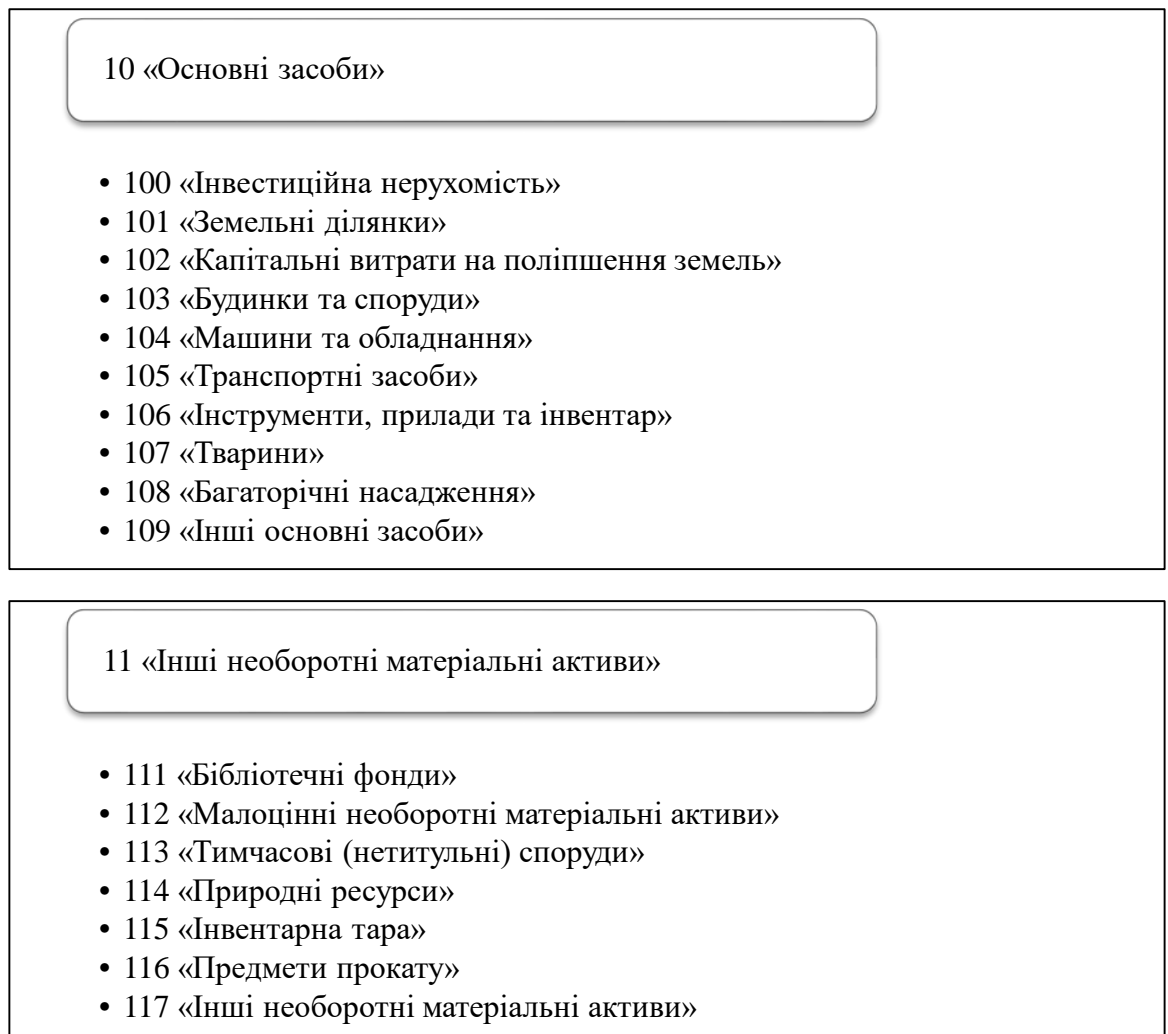 10 «Основні засоби»
• 100 «Інвестиційна нерухомість»
• 101 «Земельні ділянки»
• 102 «Капітальні витрати на поліпшення земель»
• 103 «Будинки та споруди»
• 104 «Машини та обладнання»
• 105 «Транспортні засоби»
• 106 «Інструменти, прилади та інвентар»
• 107 «Тварини»
• 108 «Багаторічні насадження»
• 109 «Інші основні засоби»
11 «Інші необоротні матеріальні активи»
• 111 «Бібліотечні фонди»
• 112 «Малоцінні необоротні матеріальні активи»
• 113 «Тимчасові (нетитульні) споруди»
• 114 «Природні ресурси»
• 115 «Інвентарна тара»
• 116 «Предмети прокату»
• 117 «Інші необоротні матеріальні активи»